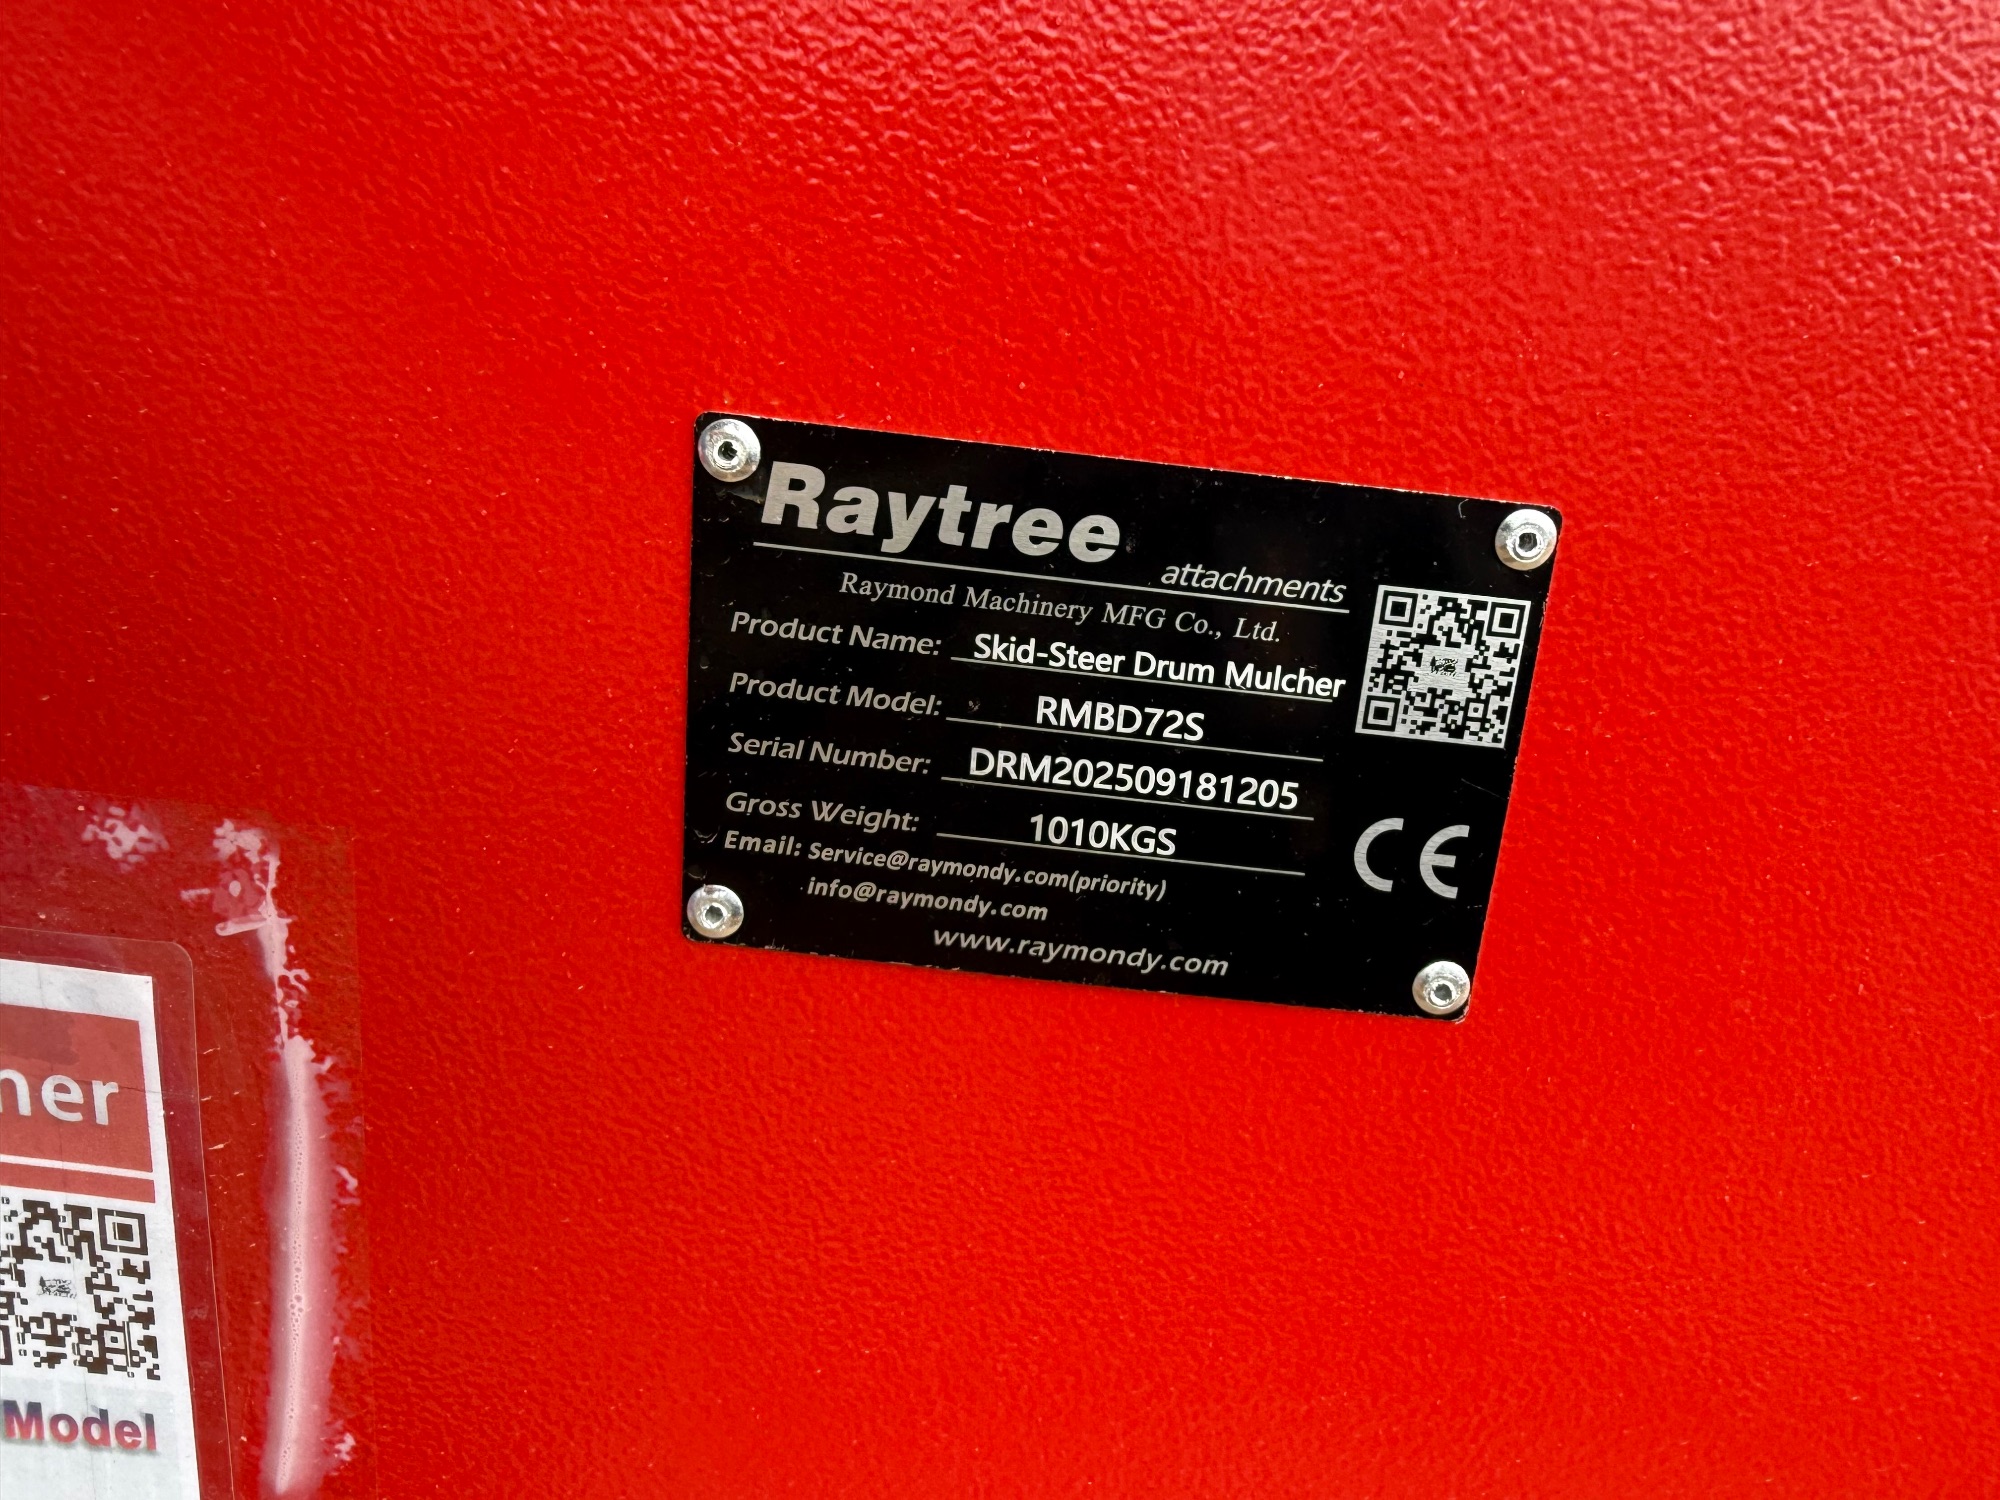 Raytree
attachments
Raymond Machinery MFG Co., Ltd.
Product Name: Skid-Steer Drum Mulcher
Product Model: RMBD72S
Serial Number: DRM202509181205
Gross Weight: 1010KGS
Email: Service@raymondy.com(priority)
info@raymondy.com
www.raymondy.com
CE
her
Model